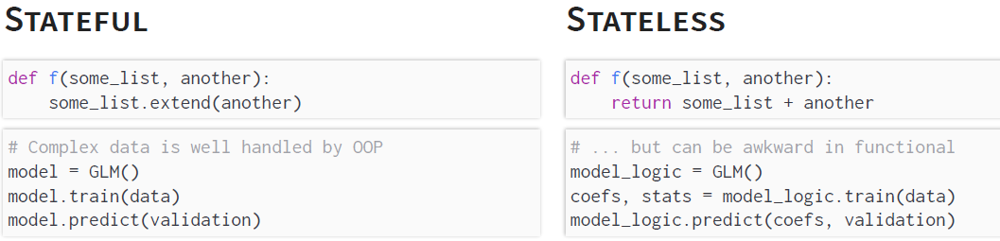 STATEFUL
def f(some_list, another):
    some_list.extend(another)
# Complex data is well handled by OOP
model = GLM()
model.train(data)
model.predict(validation)
STATELESS
def f(some_list, another):
    return some_list + another
# ... but can be awkward in functional
model_logic = GLM()
coefs, stats = model_logic.train(data)
model_logic.predict(coefs, validation)